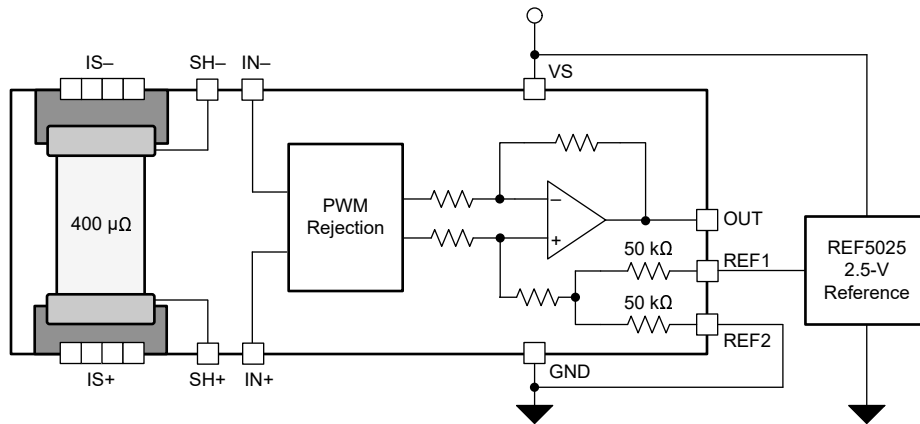 IS–
SH–
IN–
VS
400 µΩ
PWM
Rejection
–
+
OUT
50 kΩ
REF1
50 kΩ
REF2
REF5025
2.5-V
Reference
IS+
SH+
IN+
GND